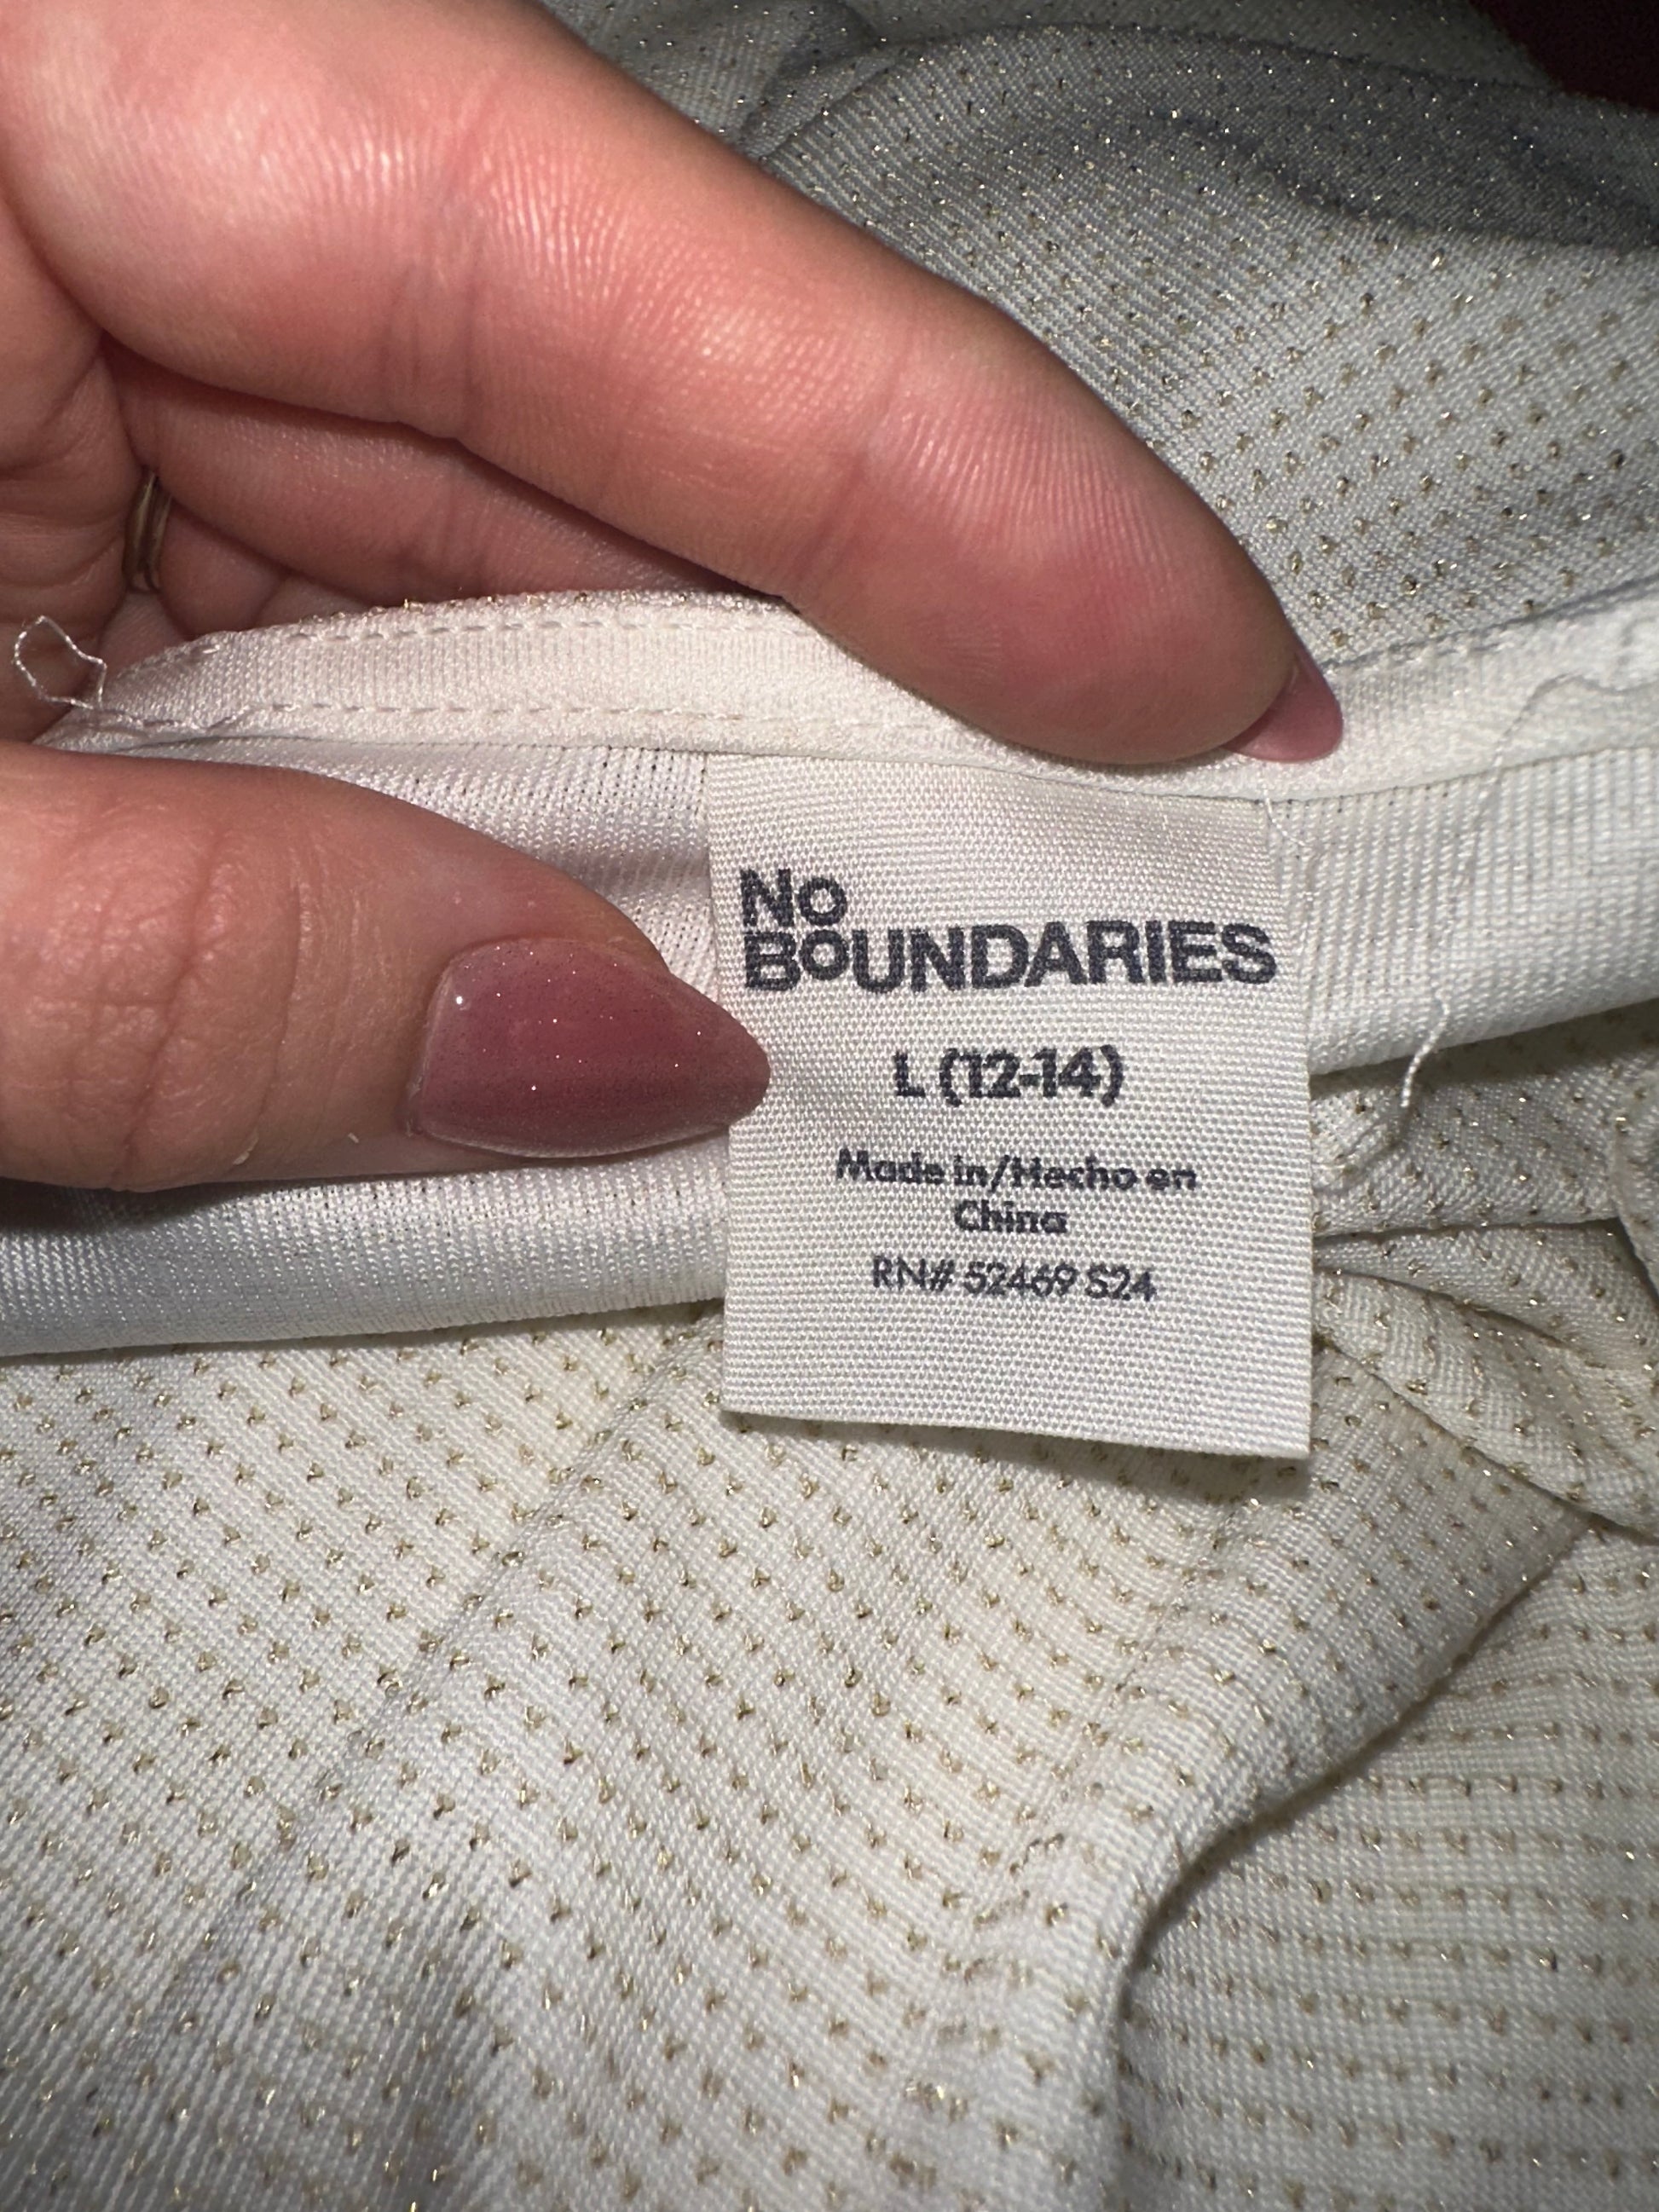 No
BoUNDARIES
L (12-14)
Made in/Hecho en
China
RN# 52469 S24